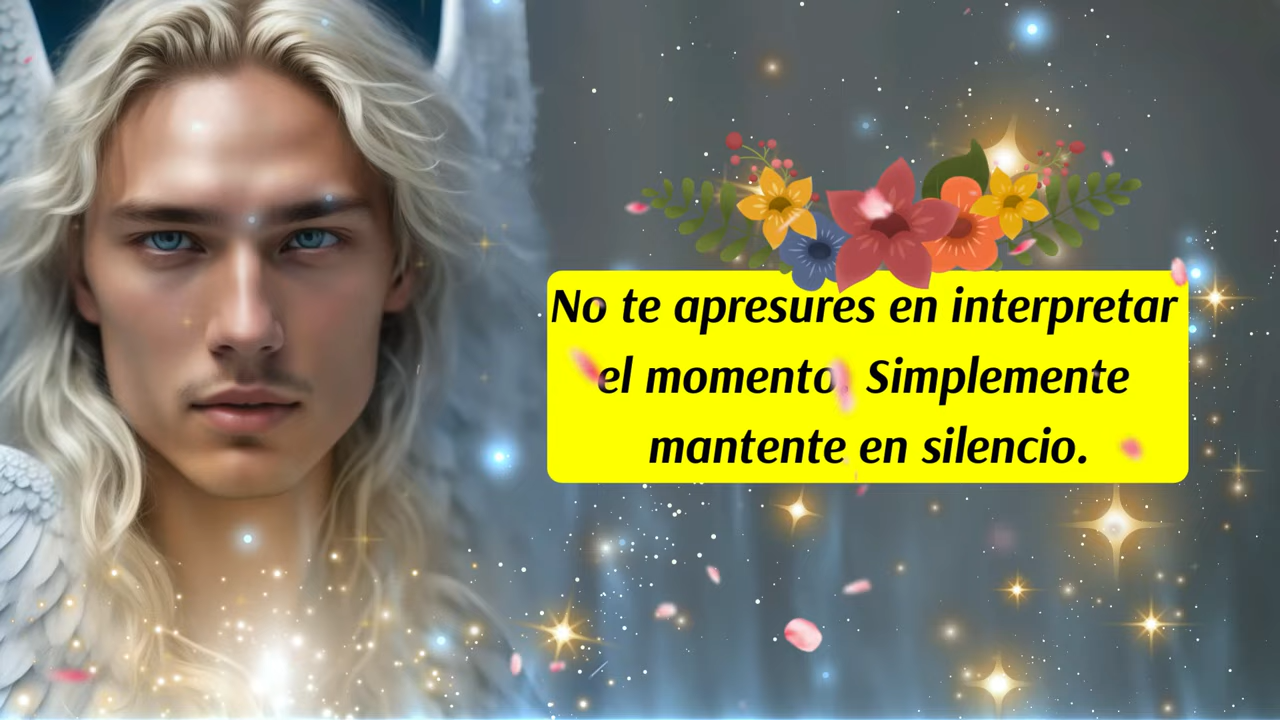 No te apresures en interpretar
el momento. Simplemente
mantente en silencio.